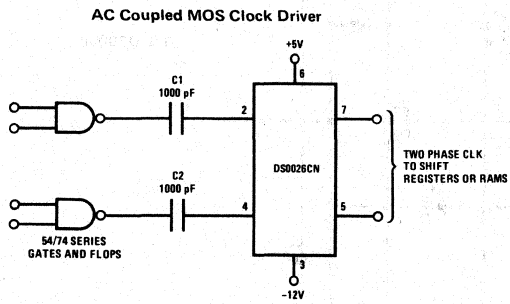 AC Coupled MOS Clock Driver
+5V
6
C1
1000 pF
2
7
DS0026CN
C2
1000 pF
4
5
TWO PHASE CLK
TO SHIFT
REGISTERS OR RAMS
54/74 SERIES
GATES AND FLOPS
3
−12V